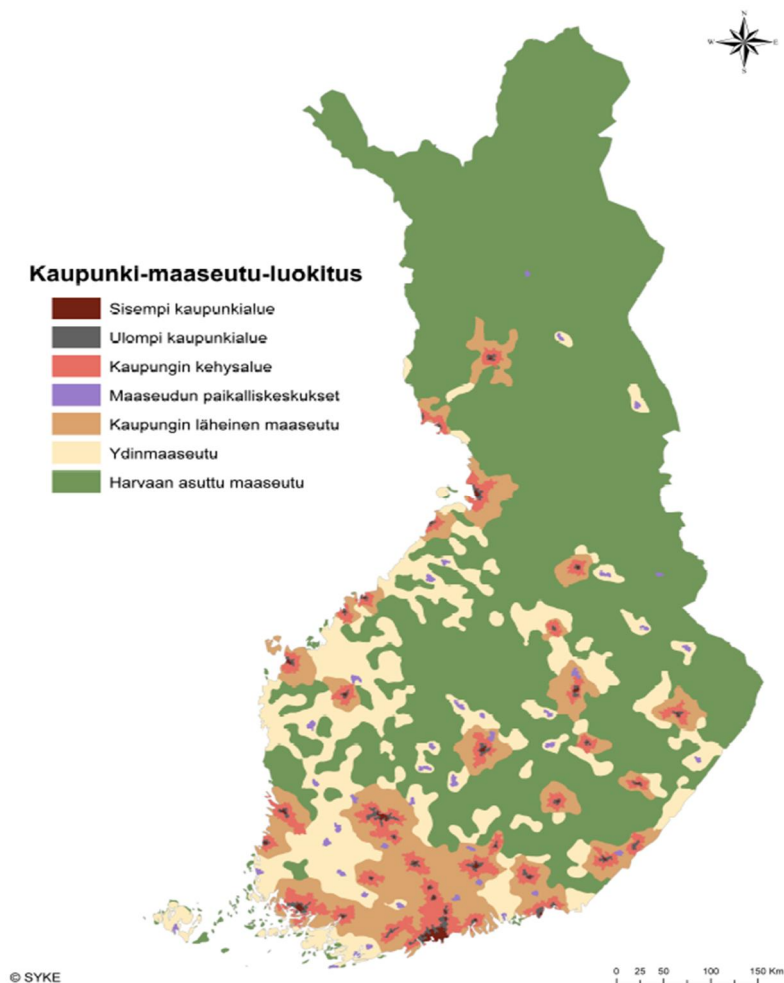 N
W E
S
Kaupunki-maaseutu-luokitus
Sisempi kaupunkialue
Ulompi kaupunkialue
Kaupungin kehysalue
Maaseudun paikalliskeskukset
Kaupungin läheinen maaseutu
Ydinmaaseutu
Harvaan asuttu maaseutu
© SYKE
0 25 50 100 150 Km